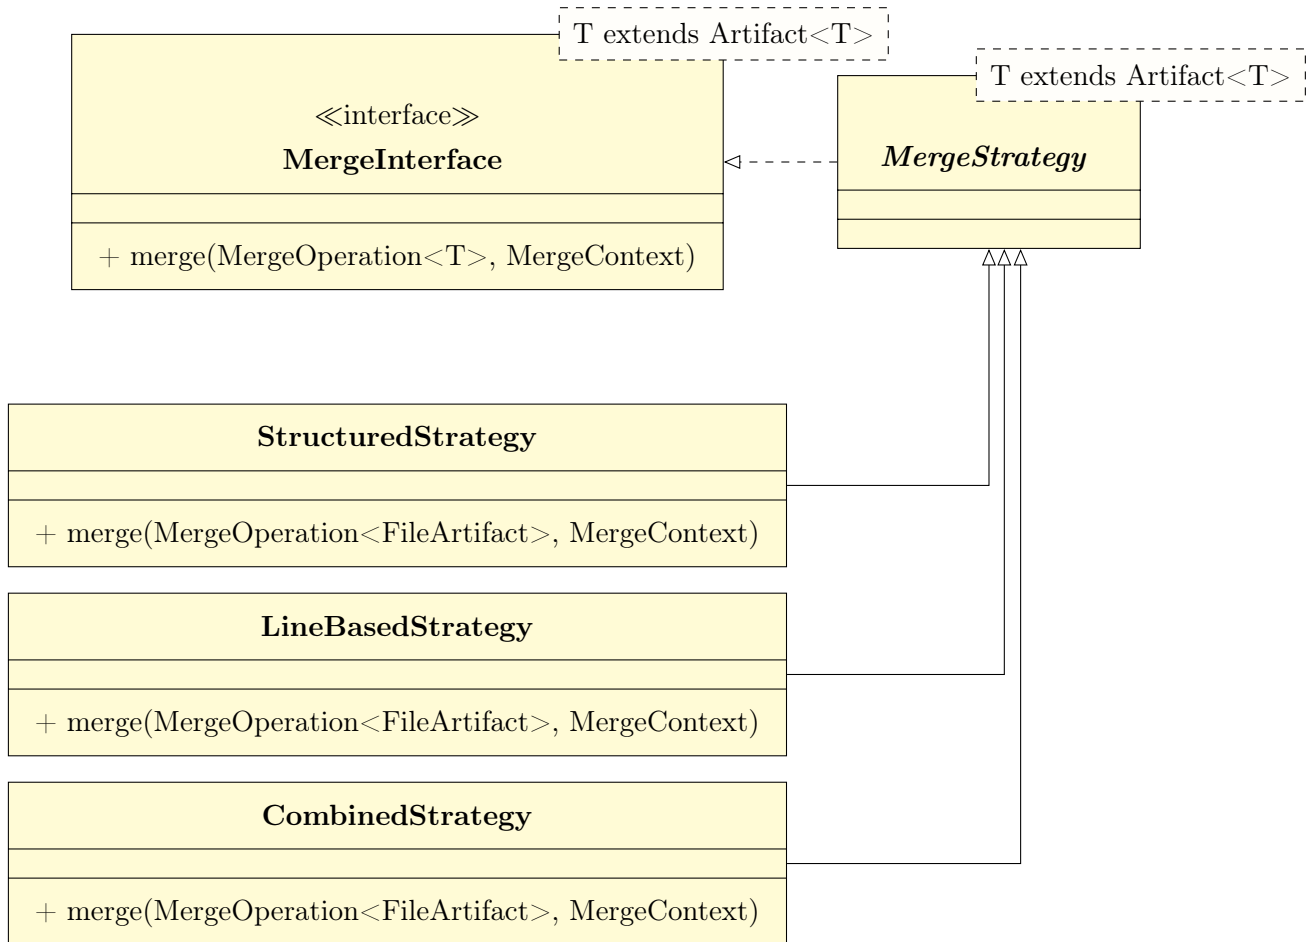 T extends Artifact<T>
≪interface≫
MergeInterface
+ merge(MergeOperation<T>, MergeContext)
T extends Artifact<T>
MergeStrategy
StructuredStrategy
+ merge(MergeOperation<FileArtifact>, MergeContext)
LineBasedStrategy
+ merge(MergeOperation<FileArtifact>, MergeContext)
CombinedStrategy
+ merge(MergeOperation<FileArtifact>, MergeContext)